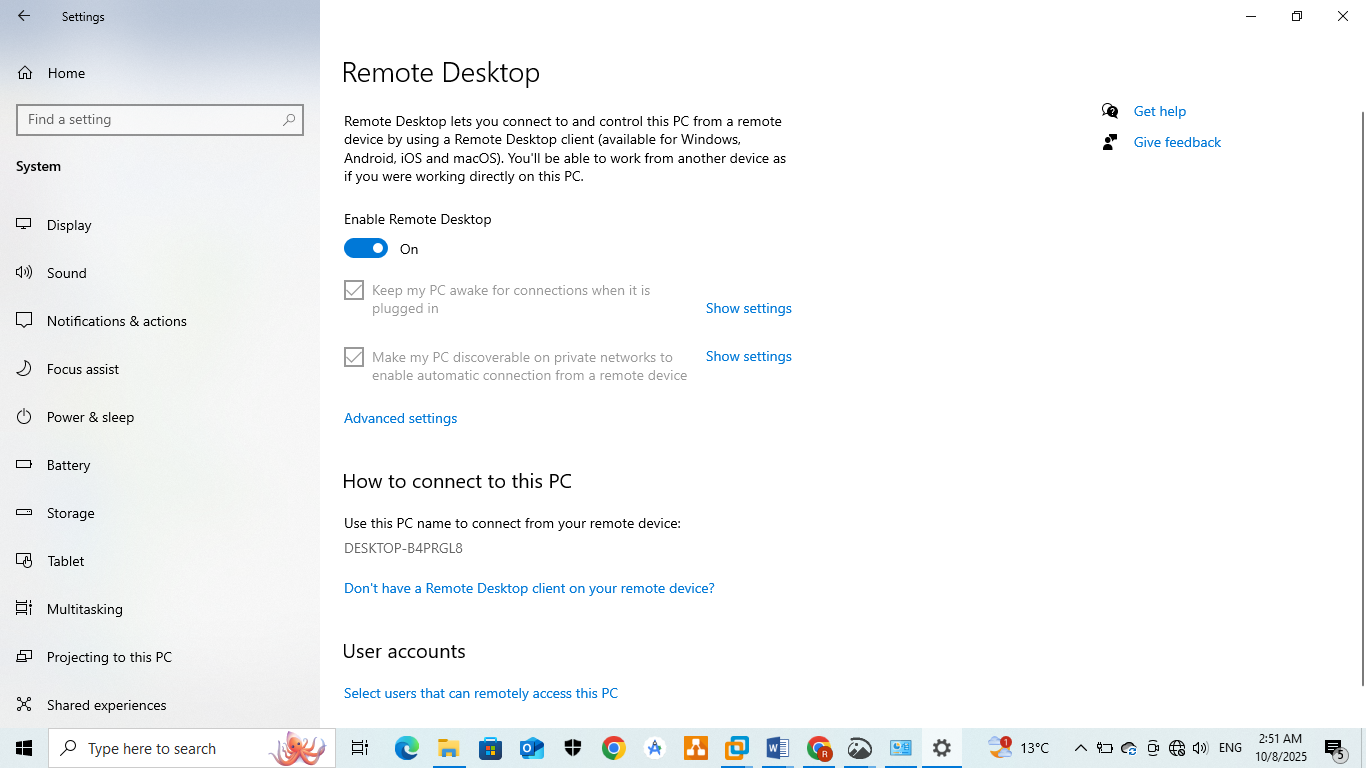 Settings
Home
Find a setting
System
Display
Sound
Notifications & actions
Focus assist
Power & sleep
Battery
Storage
Tablet
Multitasking
Projecting to this PC
Shared experiences
Remote Desktop
Remote Desktop lets you connect to and control this PC from a remote
device by using a Remote Desktop client (available for Windows,
Android, iOS and macOS). You'll be able to work from another device as
if you were working directly on this PC.
Enable Remote Desktop
On
Keep my PC awake for connections when it is
plugged in
Show settings
Make my PC discoverable on private networks to
enable automatic connection from a remote device
Show settings
Advanced settings
How to connect to this PC
Use this PC name to connect from your remote device:
DESKTOP-B4PRGL8
Don't have a Remote Desktop client on your remote device?
User accounts
Select users that can remotely access this PC
Get help
Give feedback
Type here to search
W
R
1
13°C
ENG
2:51 AM
10/8/2025
5